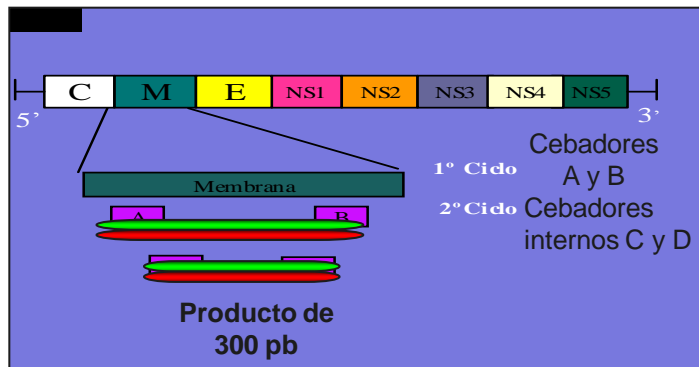 C M E NS1 NS2 NS3 NS4 NS5
5’ 3’
Membrana
A B
1º Ciclo Cebadores
A y B
2º Ciclo Cebadores
internos C y D
Producto de
300 pb